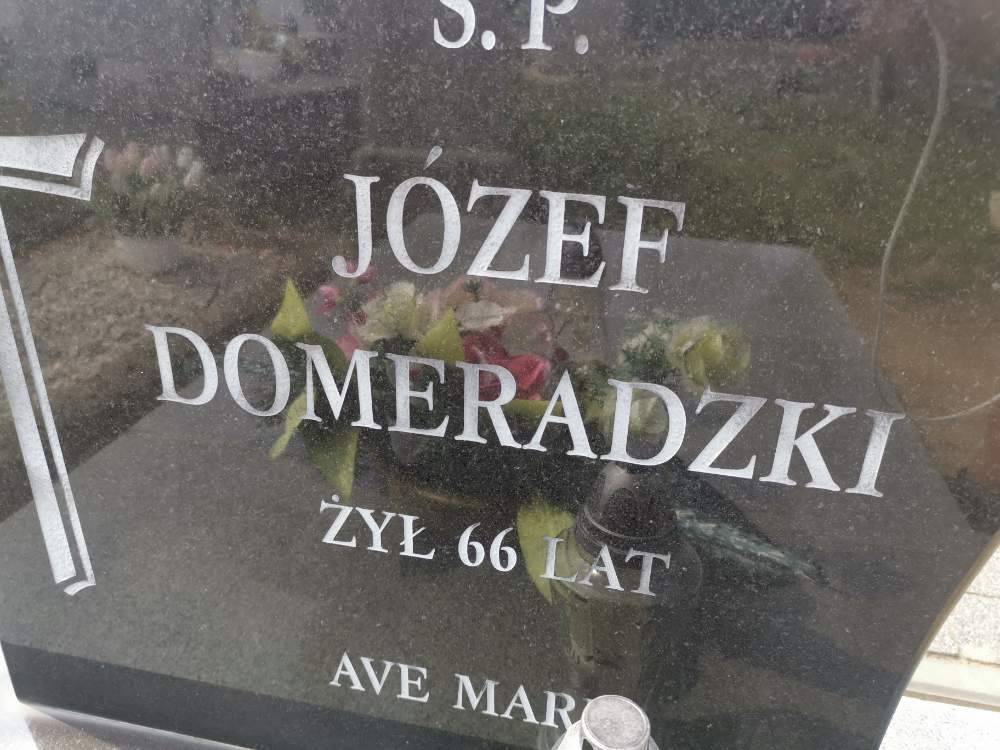 Ś.P.
JÓZEF
DOMERADZKI
ŻYŁ 66 LAT
AVE